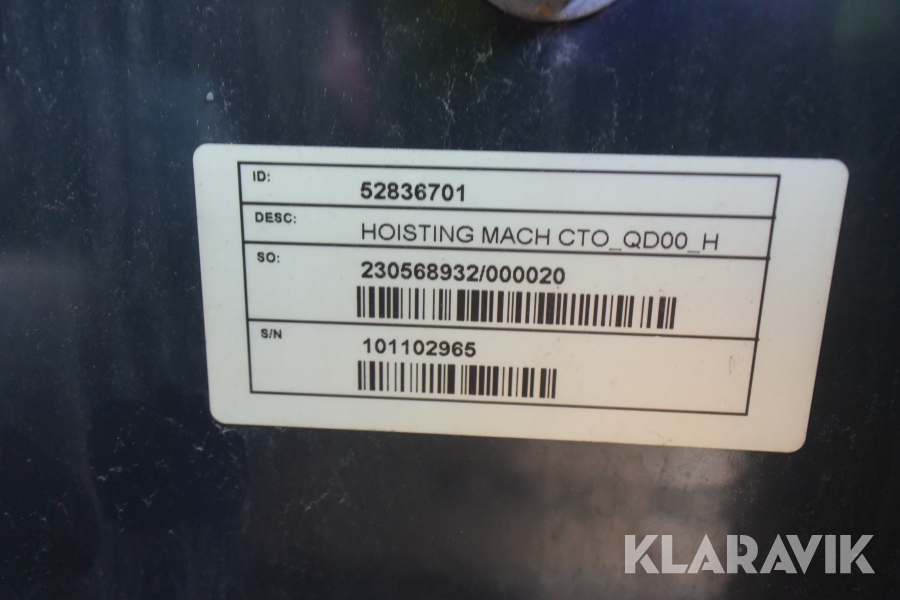 ID: 52836701
DESC: HOISTING MACH CTO_QD00_H
SO: 230568932/000020
S/N 101102965
KLARAVIK